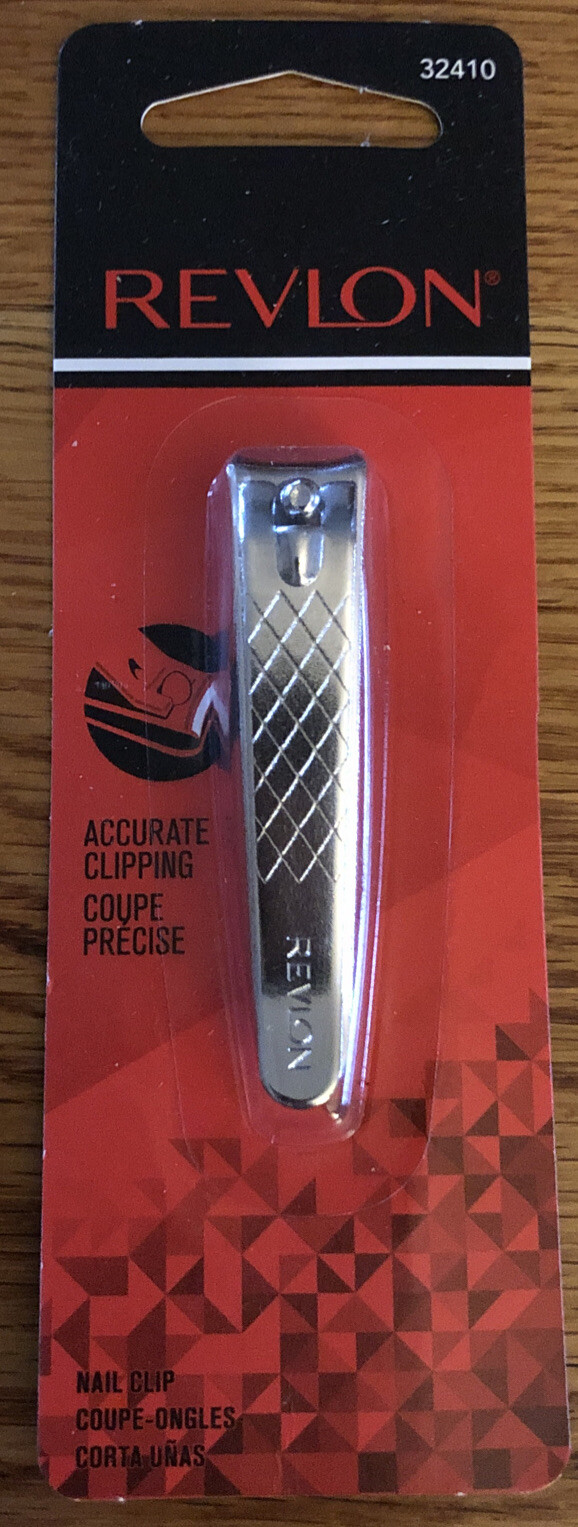 32410
REVLON®
ACCURATE
CLIPPING
COUPE
PRÉCISE
REVLON
NAIL CLIP
COUPE-ONGLES
CORTA UÑAS